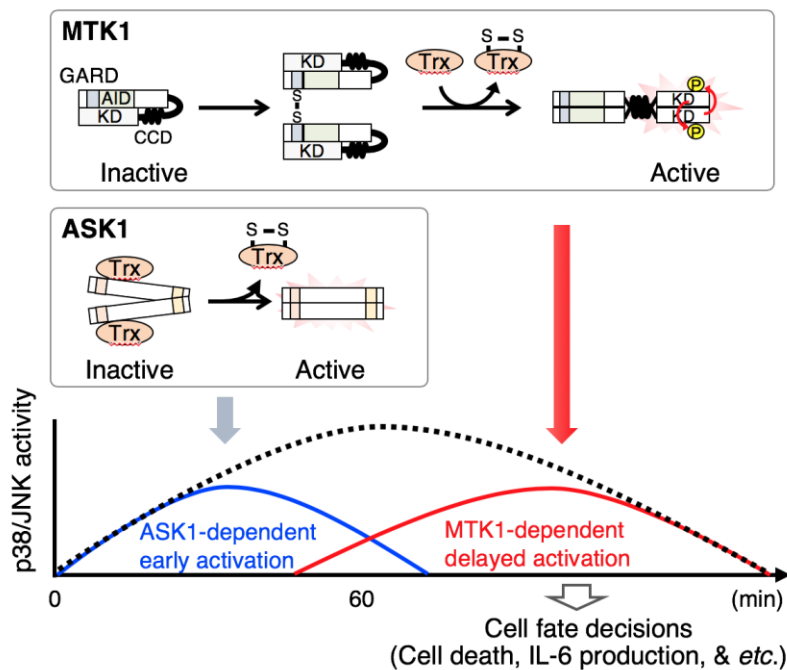 MTK1
GARD
AID
KD
CCD
Inactive
KD
S
S
KD
Trx
S-S
Trx
KD
KD
P
P
Active
ASK1
Trx
Trx
Inactive
S-S
Trx
Active
p38/JNK activity
ASK1-dependent
early activation
MTK1-dependent
delayed activation
0
60
(min)
Cell fate decisions
(Cell death, IL-6 production, & etc.)